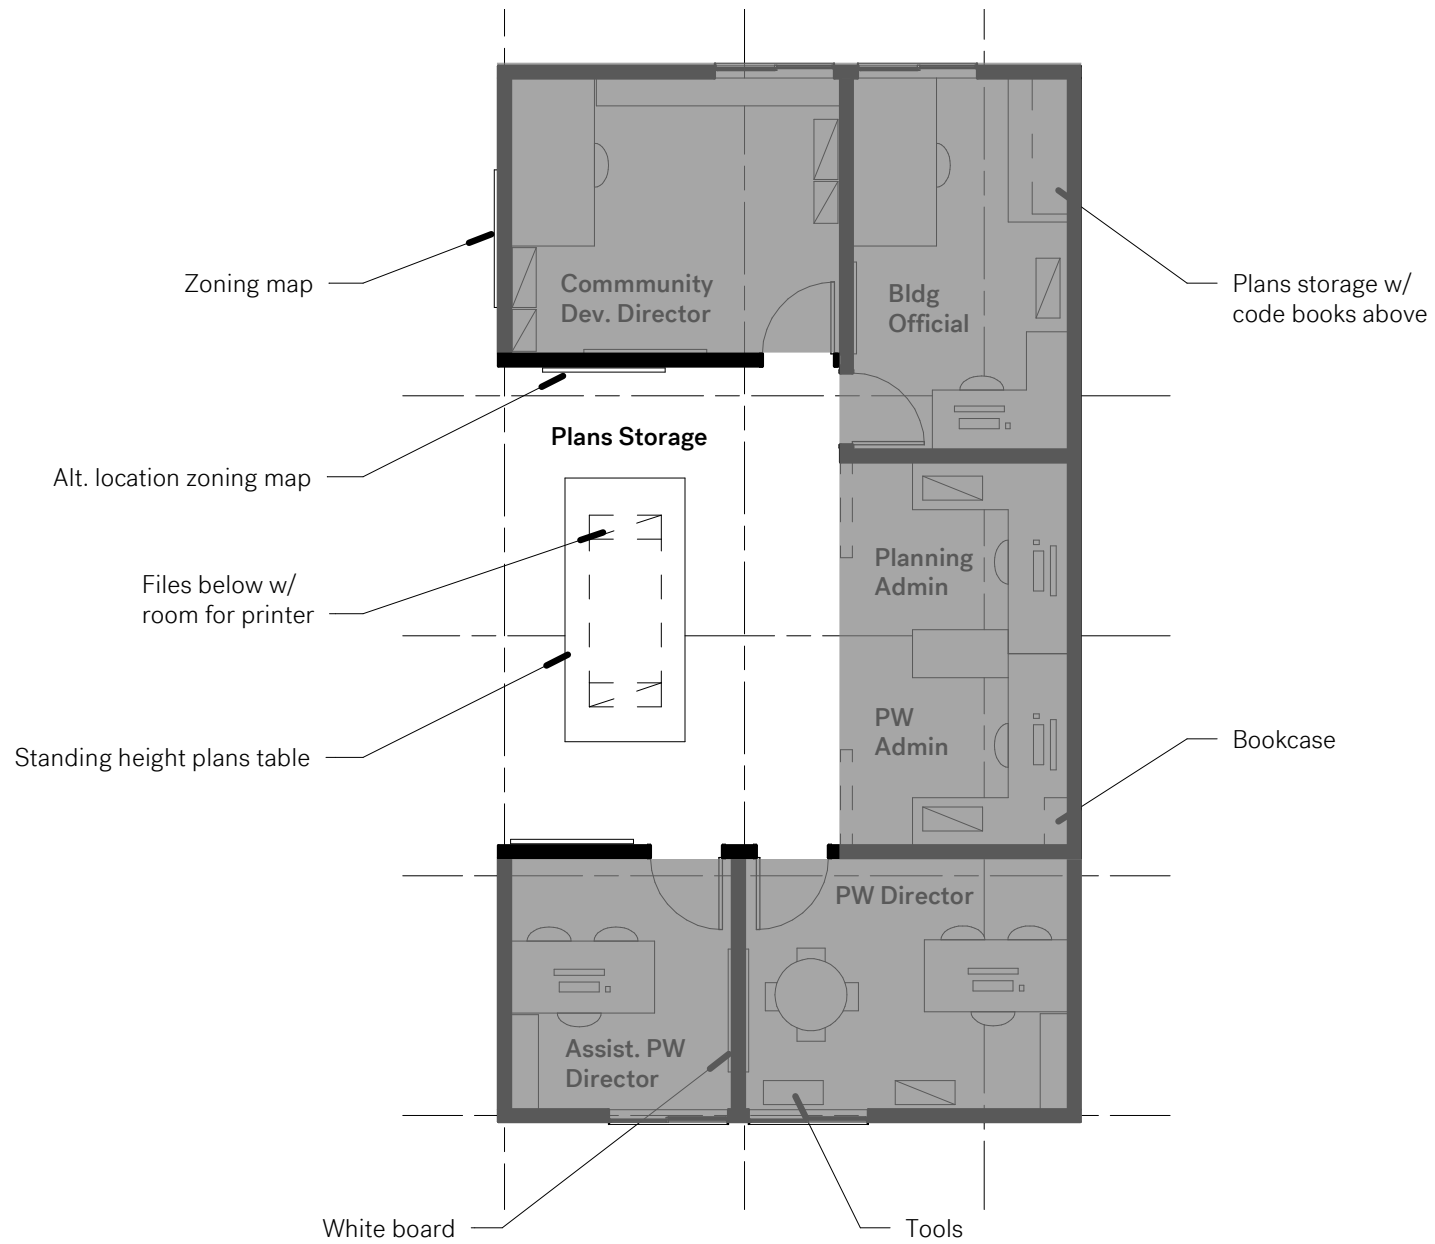 Zoning map
Commmunity
Dev. Director
Bldg
Official
Plans storage w/
code books above
Plans Storage
Alt. location zoning map
Files below w/
room for printer
Planning
Admin
PW
Admin
Standing height plans table
Bookcase
PW Director
Assist. PW
Director
White board
Tools